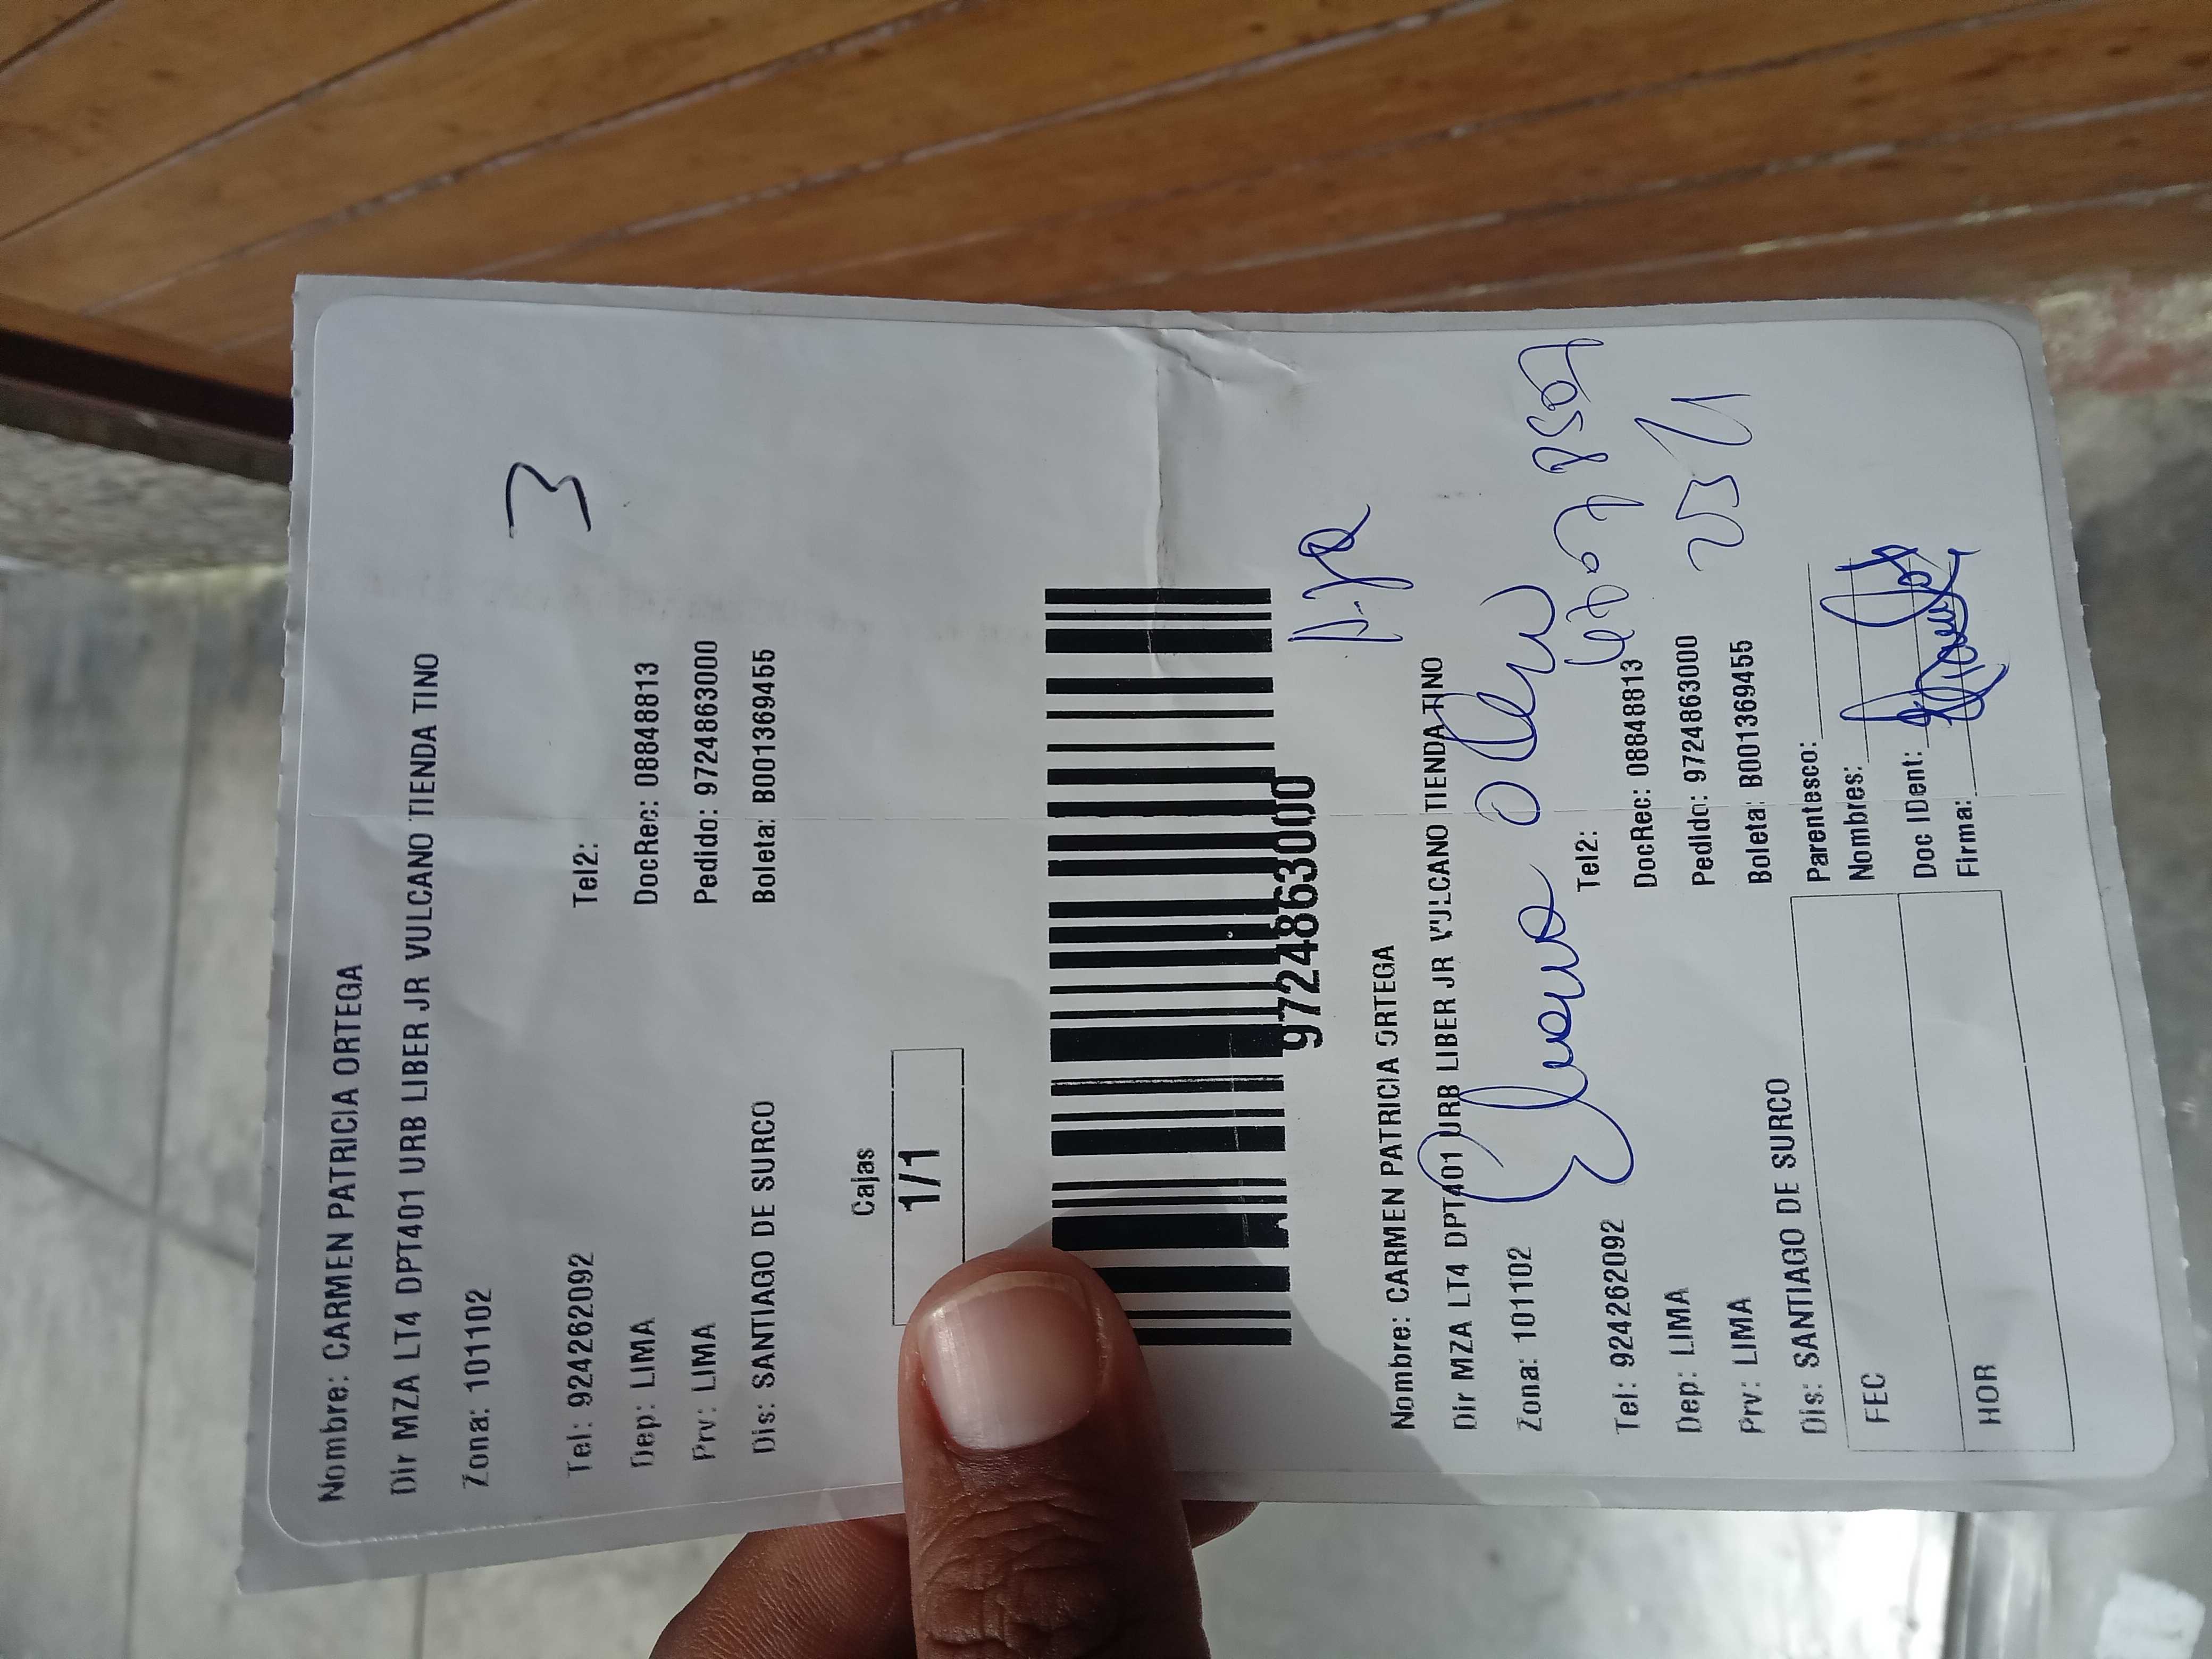 Nombre: CARMEN PATRICIA ORTEGA
Dir MZA LT4 DPT401 URB LIBER JR VULCANO TIENDA TINO
Zona: 101102
3
Tel: 924262092 Tel2:
Dep: LIMA DocRec: 08848813
Prv: LIMA Pedido: 9724863000
Dis: SANTIAGO DE SURCO Boleta: B001369455
Cajas
1/1
9724863000
Nombre: CARMEN PATRICIA ORTEGA
Dir MZA LT4 DPT401 URB LIBER JR VULCANO TIENDA TINO
Zona: 101102
Tel: 924262092 Tel2:
Dep: LIMA DocRec: 08848813
Prv: LIMA Pedido: 9724863000
Dis: SANTIAGO DE SURCO Boleta: B001369455
Parentesco:
FEC Nombres:
Doc IDent:
HOR Firma: